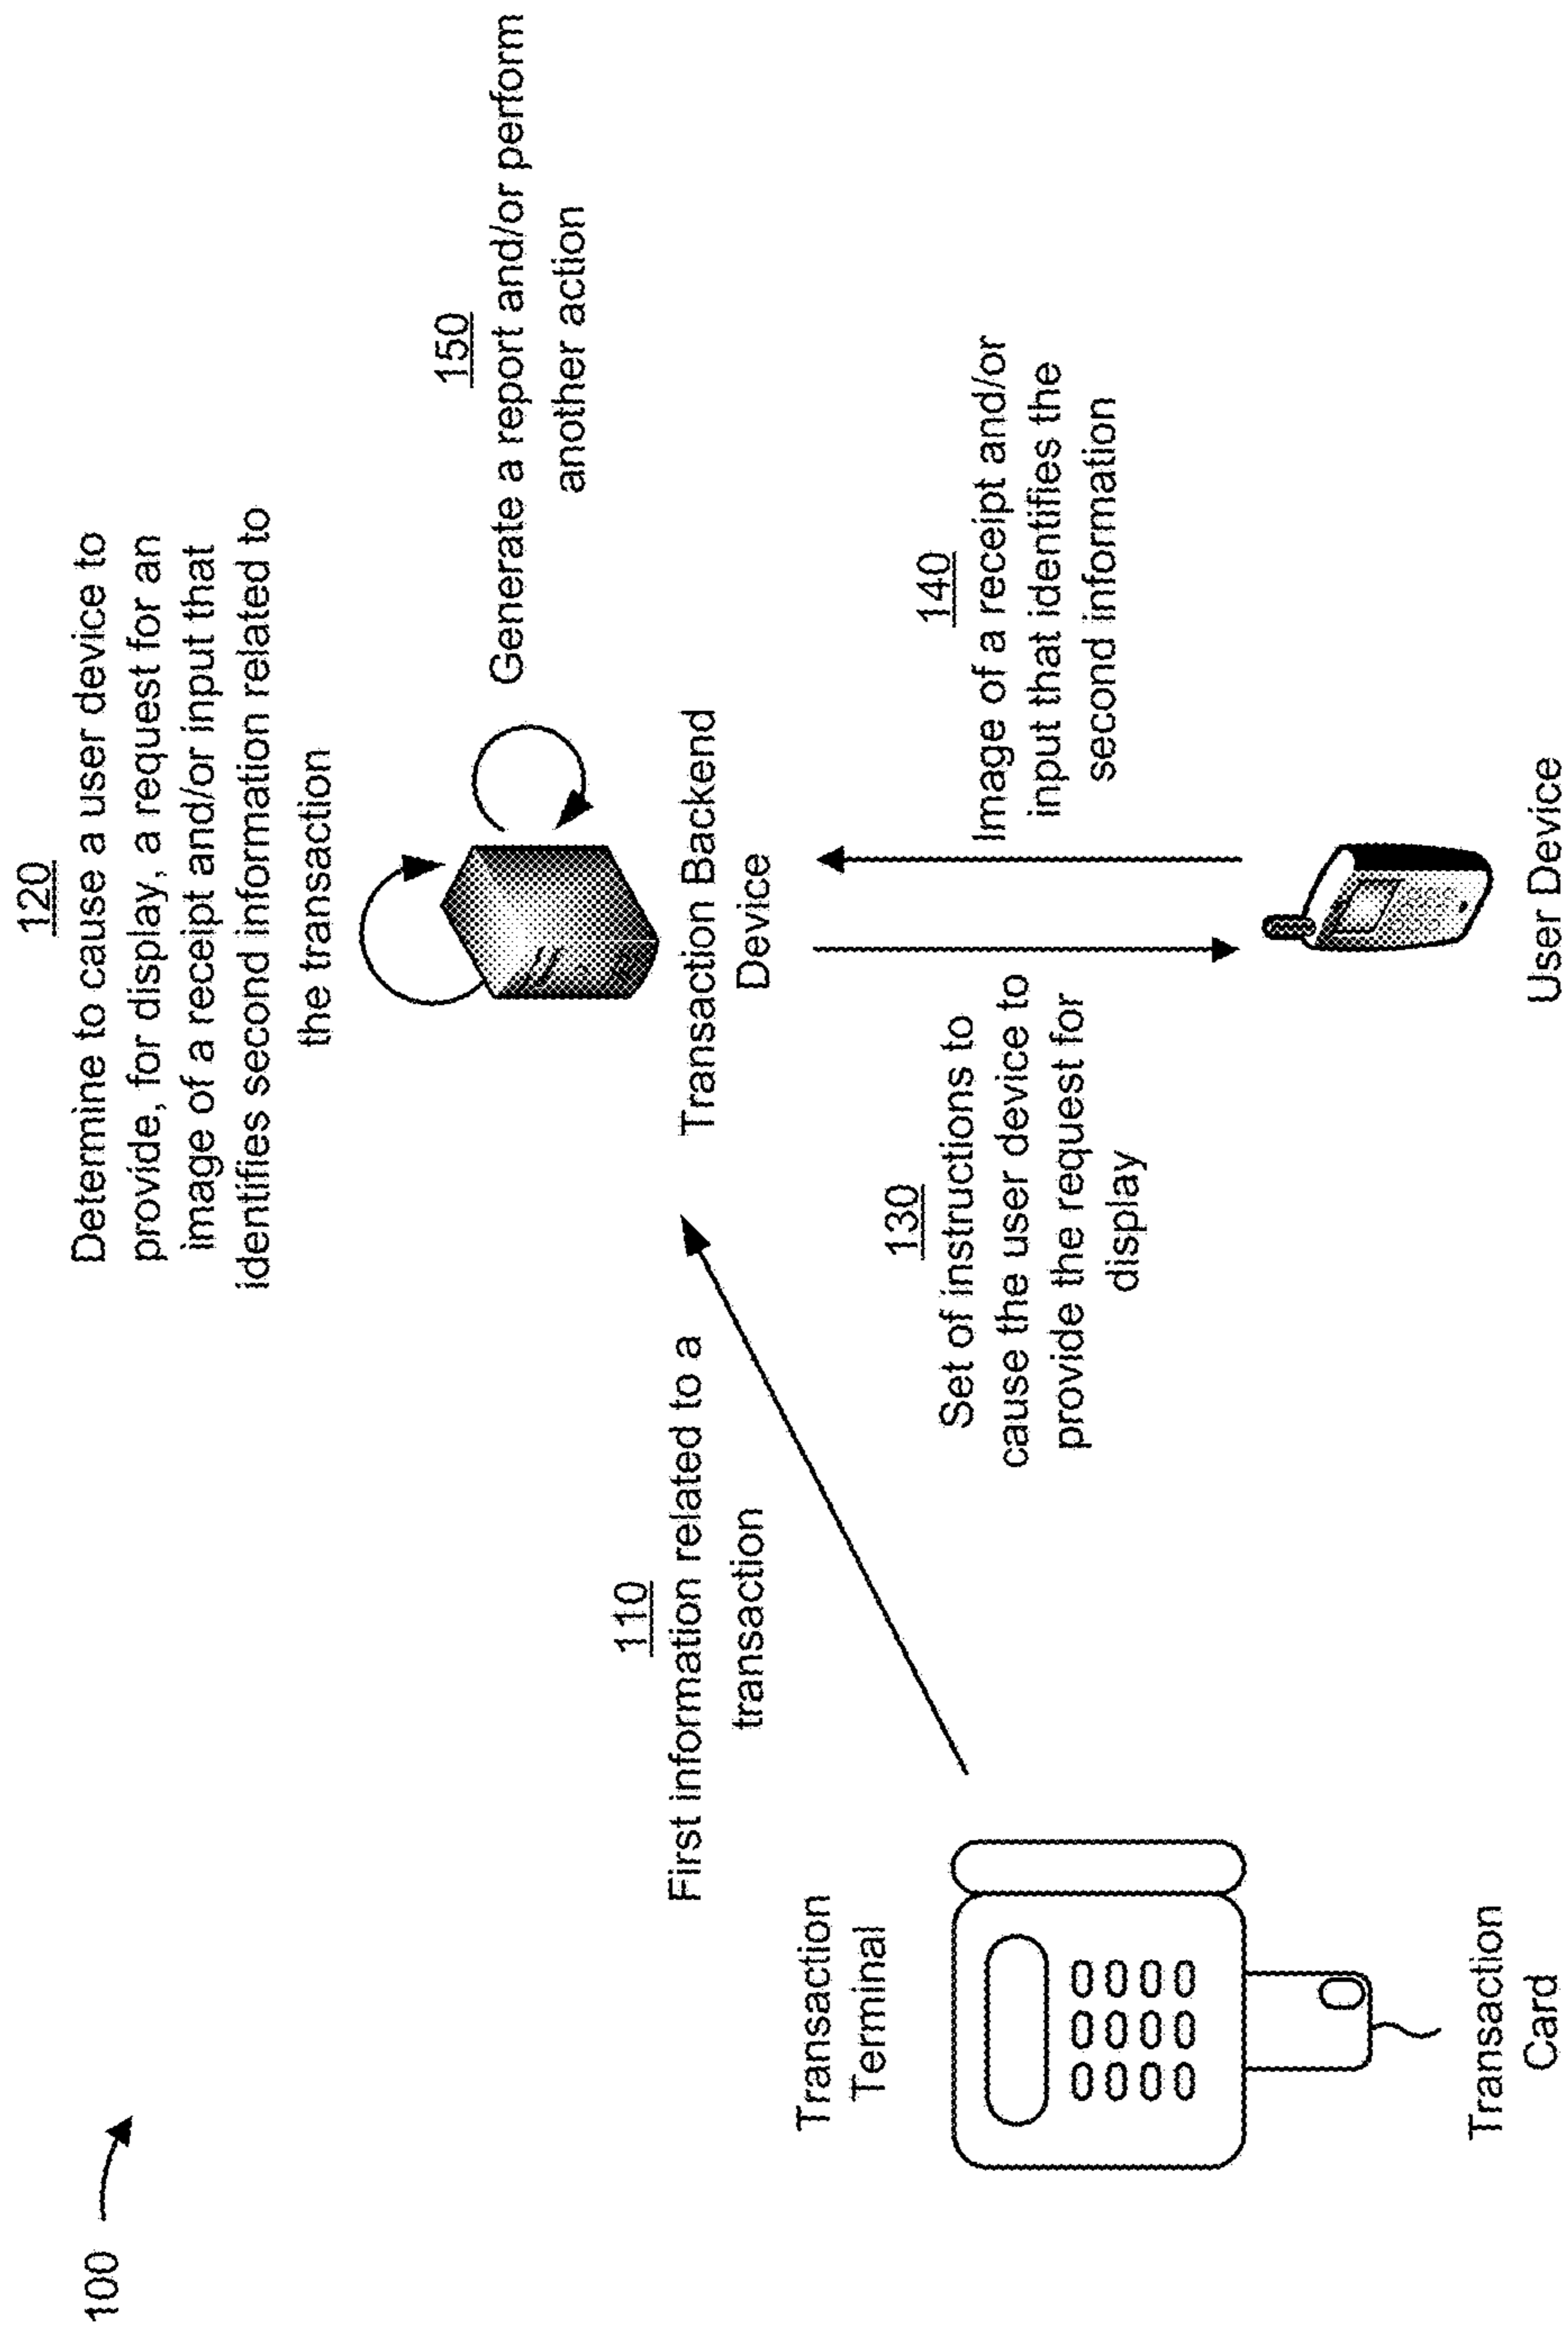 100
120
Determine to cause a user device to
provide, for display, a request for an
image of a receipt and/or input that
identifies second information related to
the transaction
150
Generate a report and/or perform
another action
110
First information related to a
transaction
Transaction Backend
Device
Transaction
Terminal
130
Set of instructions to
cause the user device to
provide the request for
display
140
Image of a receipt and/or
input that identifies the
second information
Transaction
Card
User Device